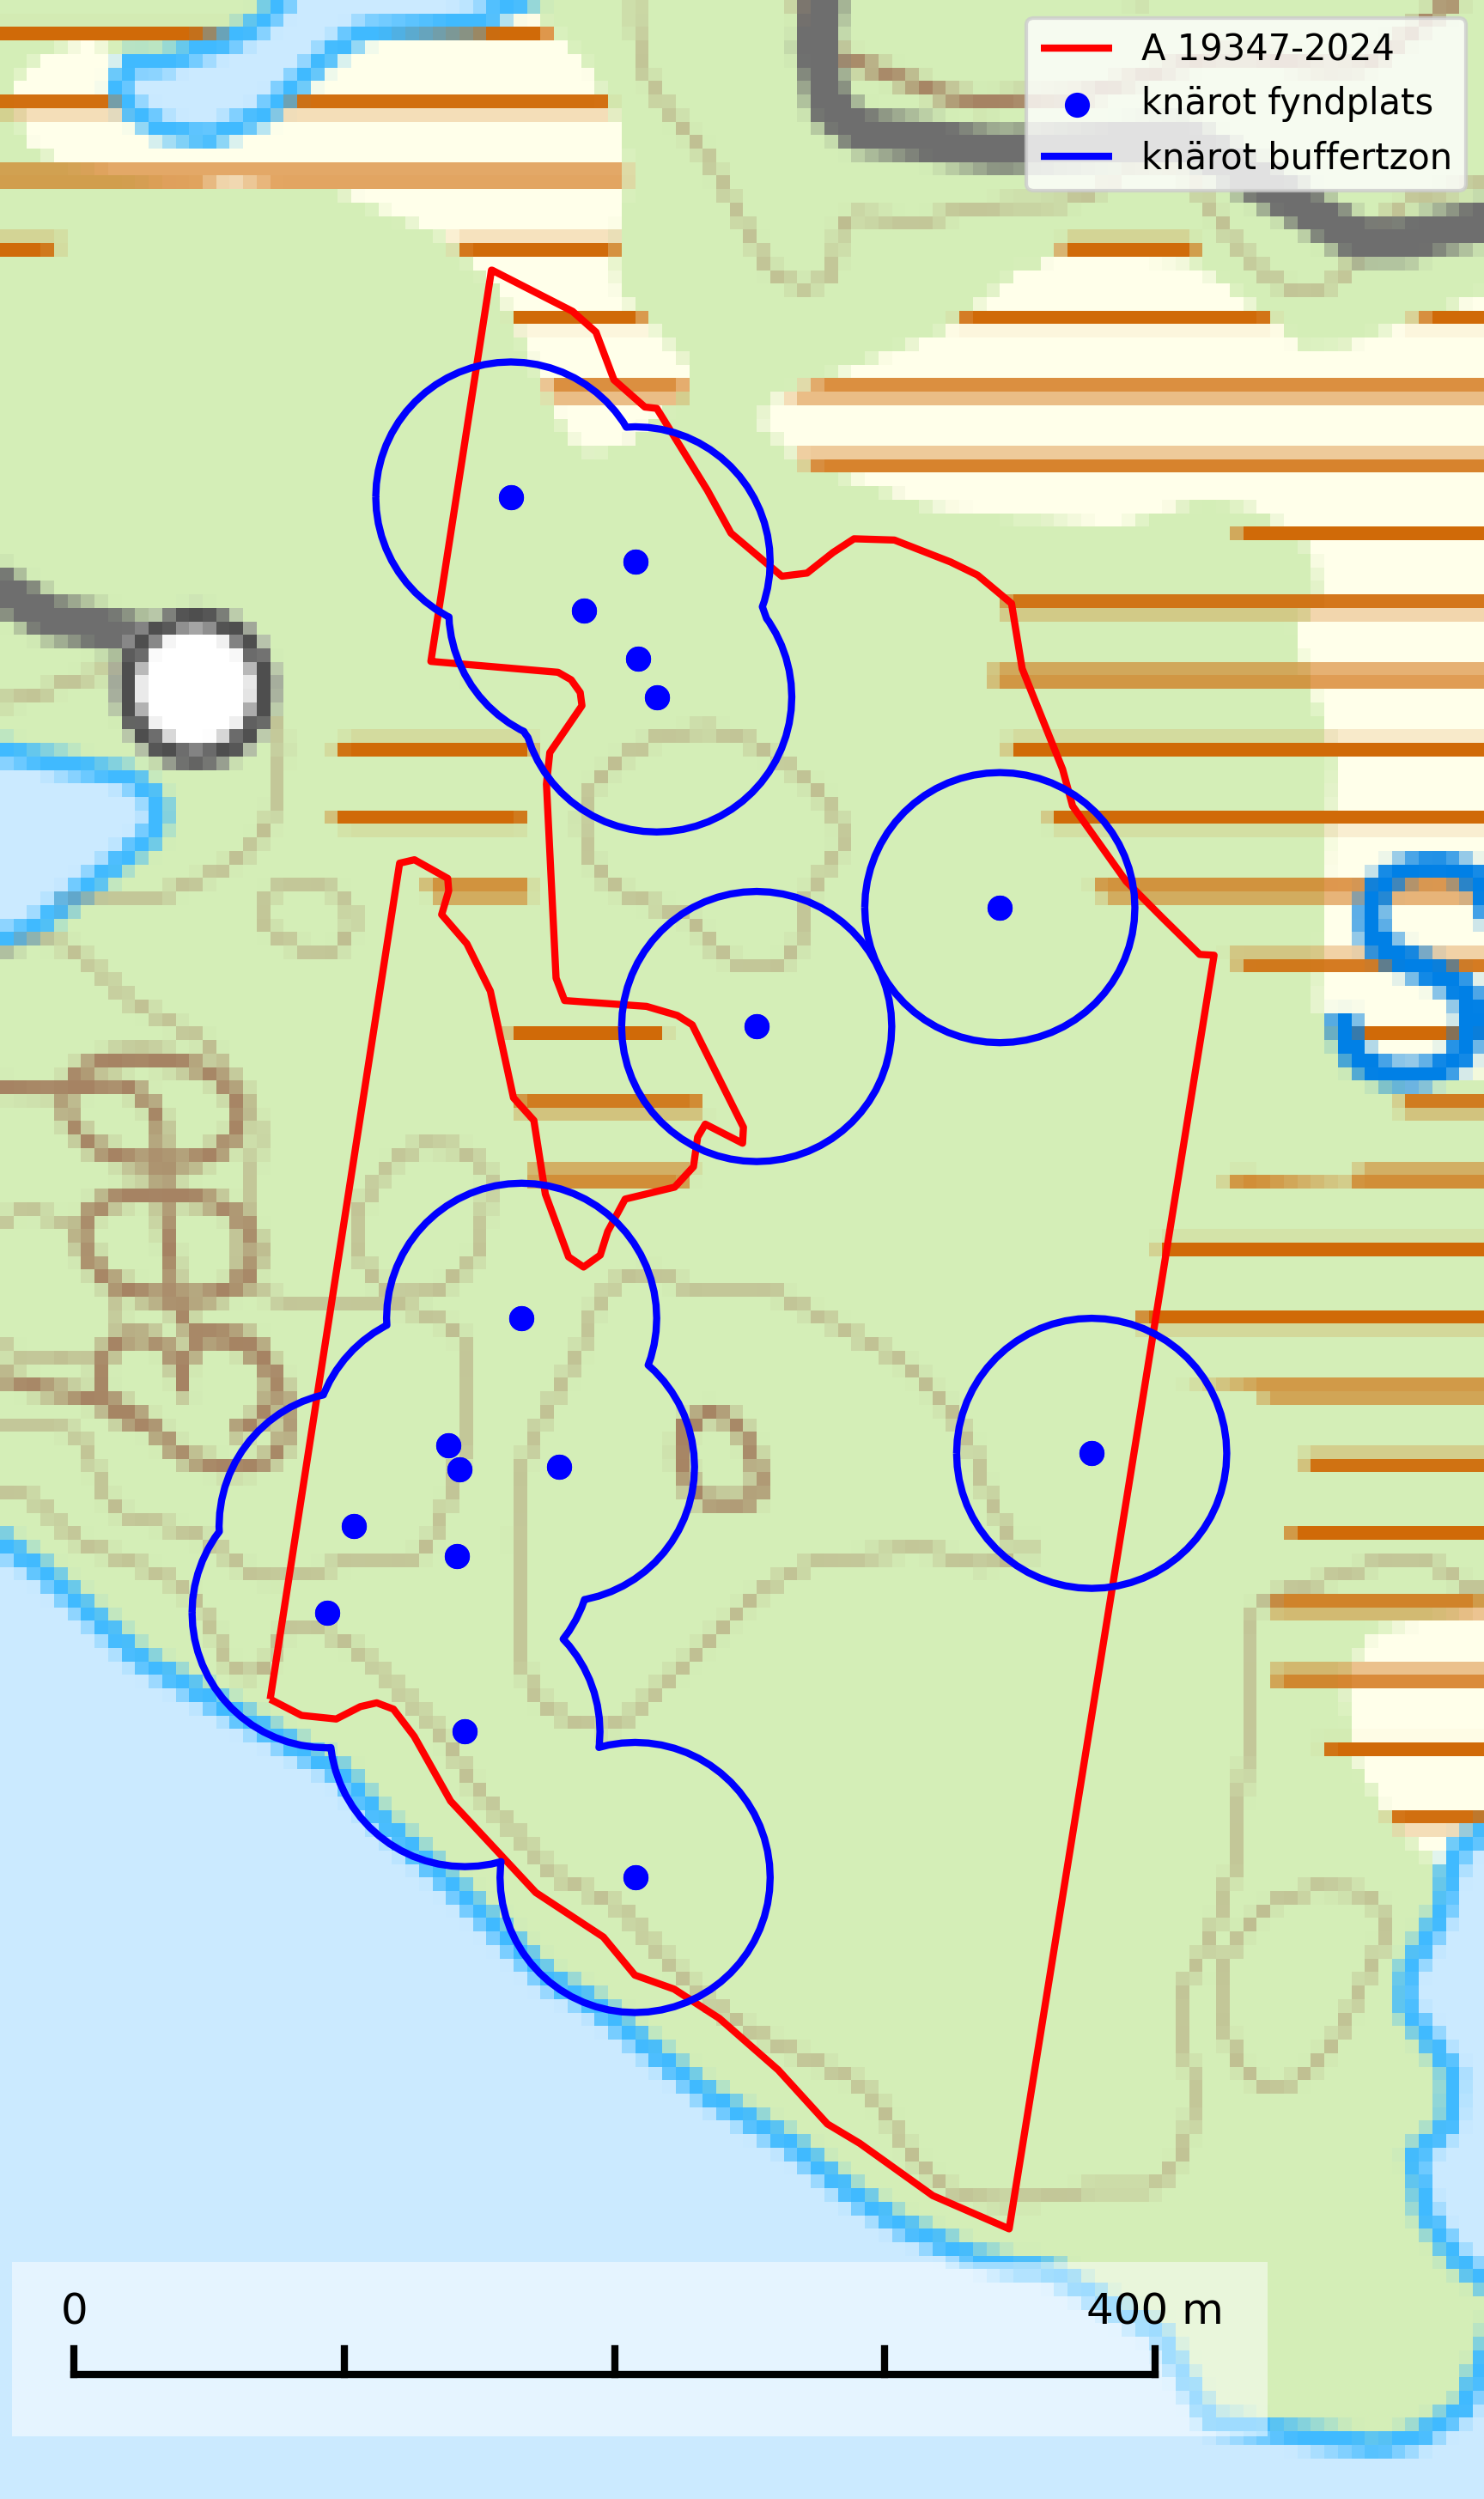 A 19347-2024
knärot fyndplats
knärot buffertzon
0
400 m